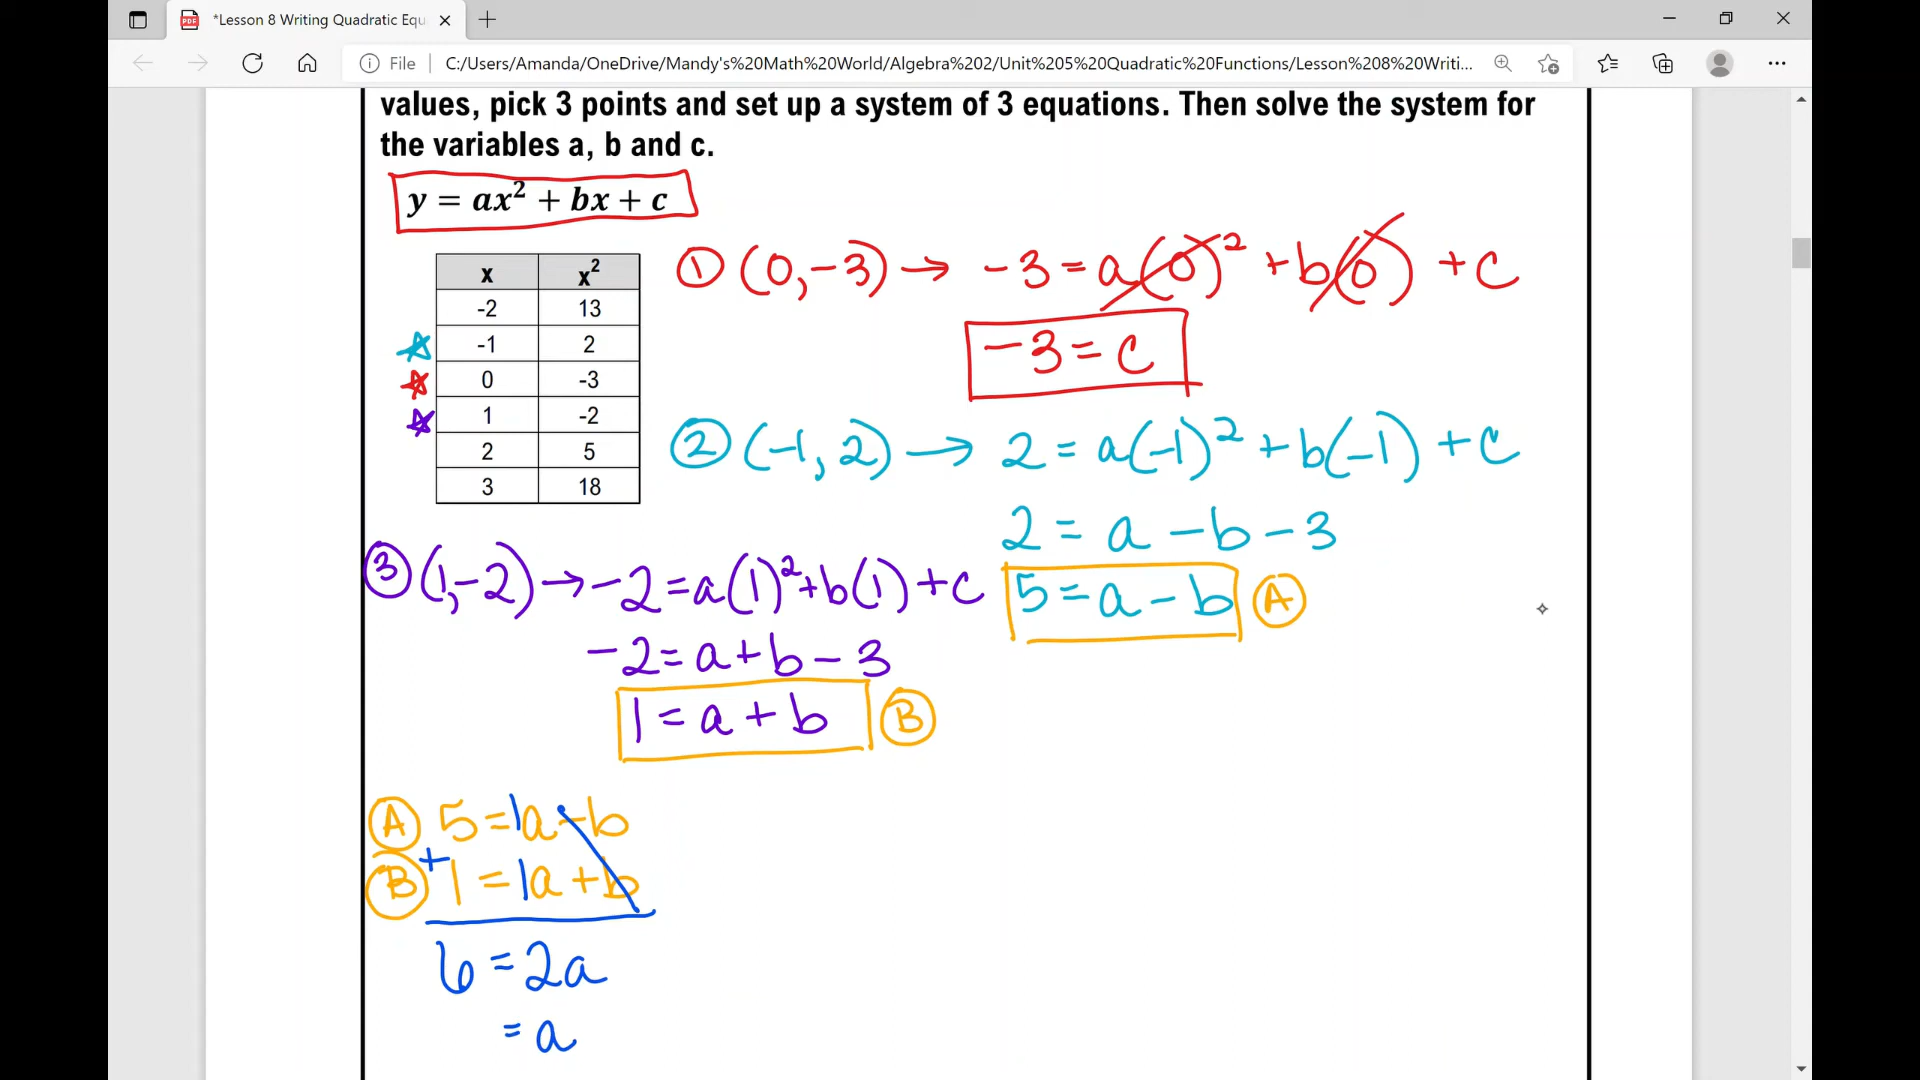 *Lesson 8 Writing Quadratic Equ
File
C:/Users/Amanda/OneDrive/Mandy's%20Math%20World/Algebra%202/Unit%205%20Quadratic%20Functions/Lesson%208%20Writi...
values, pick 3 points and set up a system of 3 equations. Then solve the system for
the variables a, b and c.
y = ax² + bx + c
x x²
-2 13
-1 2
0 -3
1 -2
2 5
3 18
① (0, -3) → -3 = a(0)² + b(0) + c
-3 = c
② (-1, 2) → 2 = a(-1)² + b(-1) + c
2 = a - b - 3
5 = a - b Ⓐ
③ (1, -2) → -2 = a(1)² + b(1) + c
-2 = a + b - 3
1 = a + b Ⓑ
Ⓐ 5 = 1a - b
Ⓑ + 1 = 1a + b
6 = 2a
= a